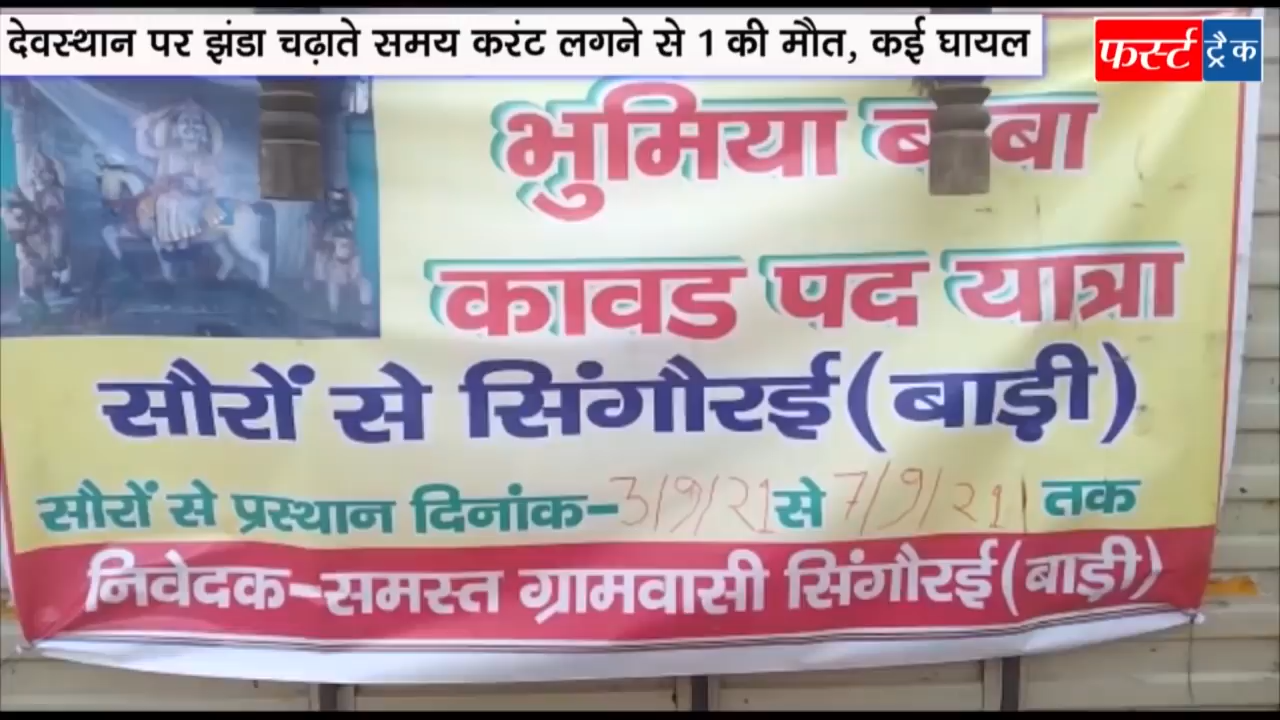 देवस्थान पर झंडा चढ़ाते समय करंट लगने से 1 की मौत, कई घायल
फर्स्ट ट्रैक
भुमिया बाबा
कावड पद यात्रा
सौरों से सिंगौरई (बाड़ी)
सौरों से प्रस्थान दिनांक-3/9/21 से 7/9/21 तक
निवेदक-समस्त ग्रामवासी सिंगौरई (बाड़ी)